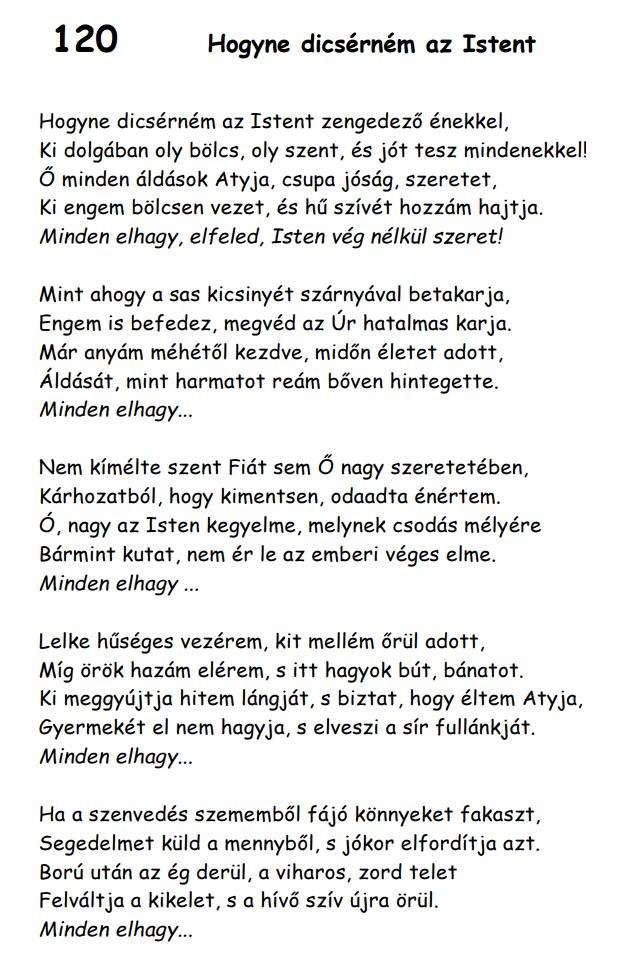 120 Hogyne dicsérném az Istent
Hogyne dicsérném az Istent zengedező énekkel,
Ki dolgában oly bölcs, oly szent, és jót tesz mindenekkel!
Ő minden áldások Atyja, csupa jóság, szeretet,
Ki engem bölcsen vezet, és hű szívét hozzám hajtja.
Minden elhagy, elfeled, Isten vég nélkül szeret!
Mint ahogy a sas kicsinyét szárnyával betakarja,
Engem is befedez, megvéd az Úr hatalmas karja.
Már anyám méhétől kezdve, midőn életet adott,
Áldását, mint harmatot reám bőven hintegette.
Minden elhagy...
Nem kímélte szent Fiát sem Ő nagy szeretetében,
Kárhozatból, hogy kimentsen, odaadta énértem.
Ó, nagy az Isten kegyelme, melynek csodás mélyére
Bármint kutat, nem ér le az emberi véges elme.
Minden elhagy ...
Lelke hűséges vezérem, kit mellém őrül adott,
Míg örök hazám elérem, s itt hagyok bút, bánatot.
Ki meggyújtja hitem lángját, s biztat, hogy éltem Atyja,
Gyermekét el nem hagyja, s elveszi a sír fullánkját.
Minden elhagy...
Ha a szenvedés szememből fájó könnyeket fakaszt,
Segedelmet küld a mennyből, s jókor elfordítja azt.
Ború után az ég derül, a viharos, zord telet
Felváltja a kikelet, s a hívő szív újra örül.
Minden elhagy...